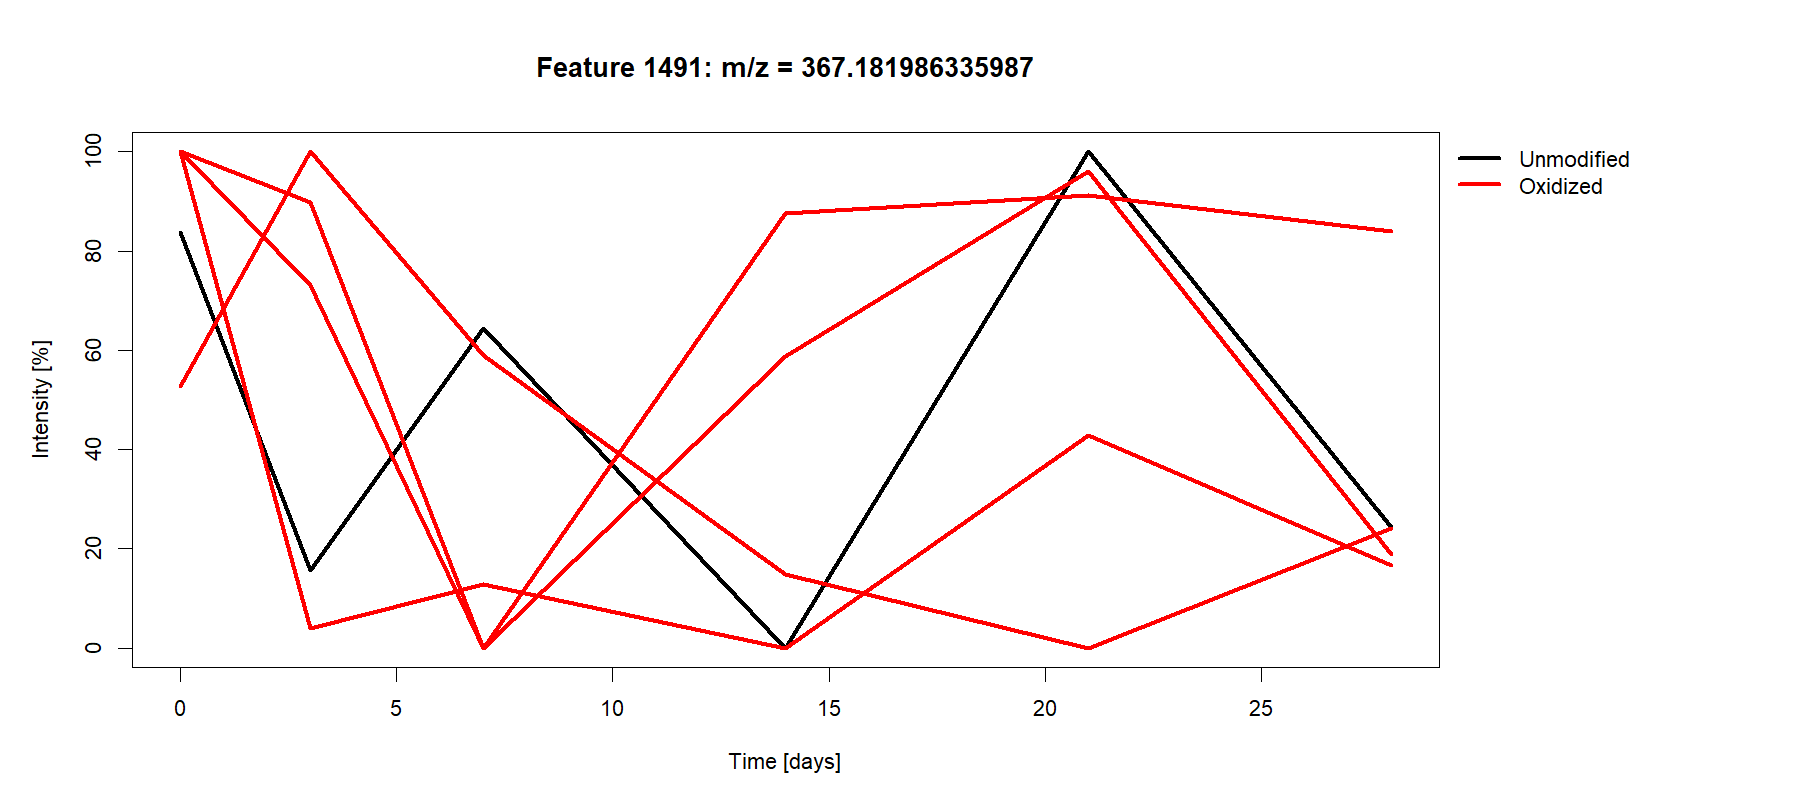 Feature 1491: m/z = 367.181986335987
100
80
60
40
20
0
Intensity [%]
0 5 10 15 20 25
Time [days]
Unmodified
Oxidized